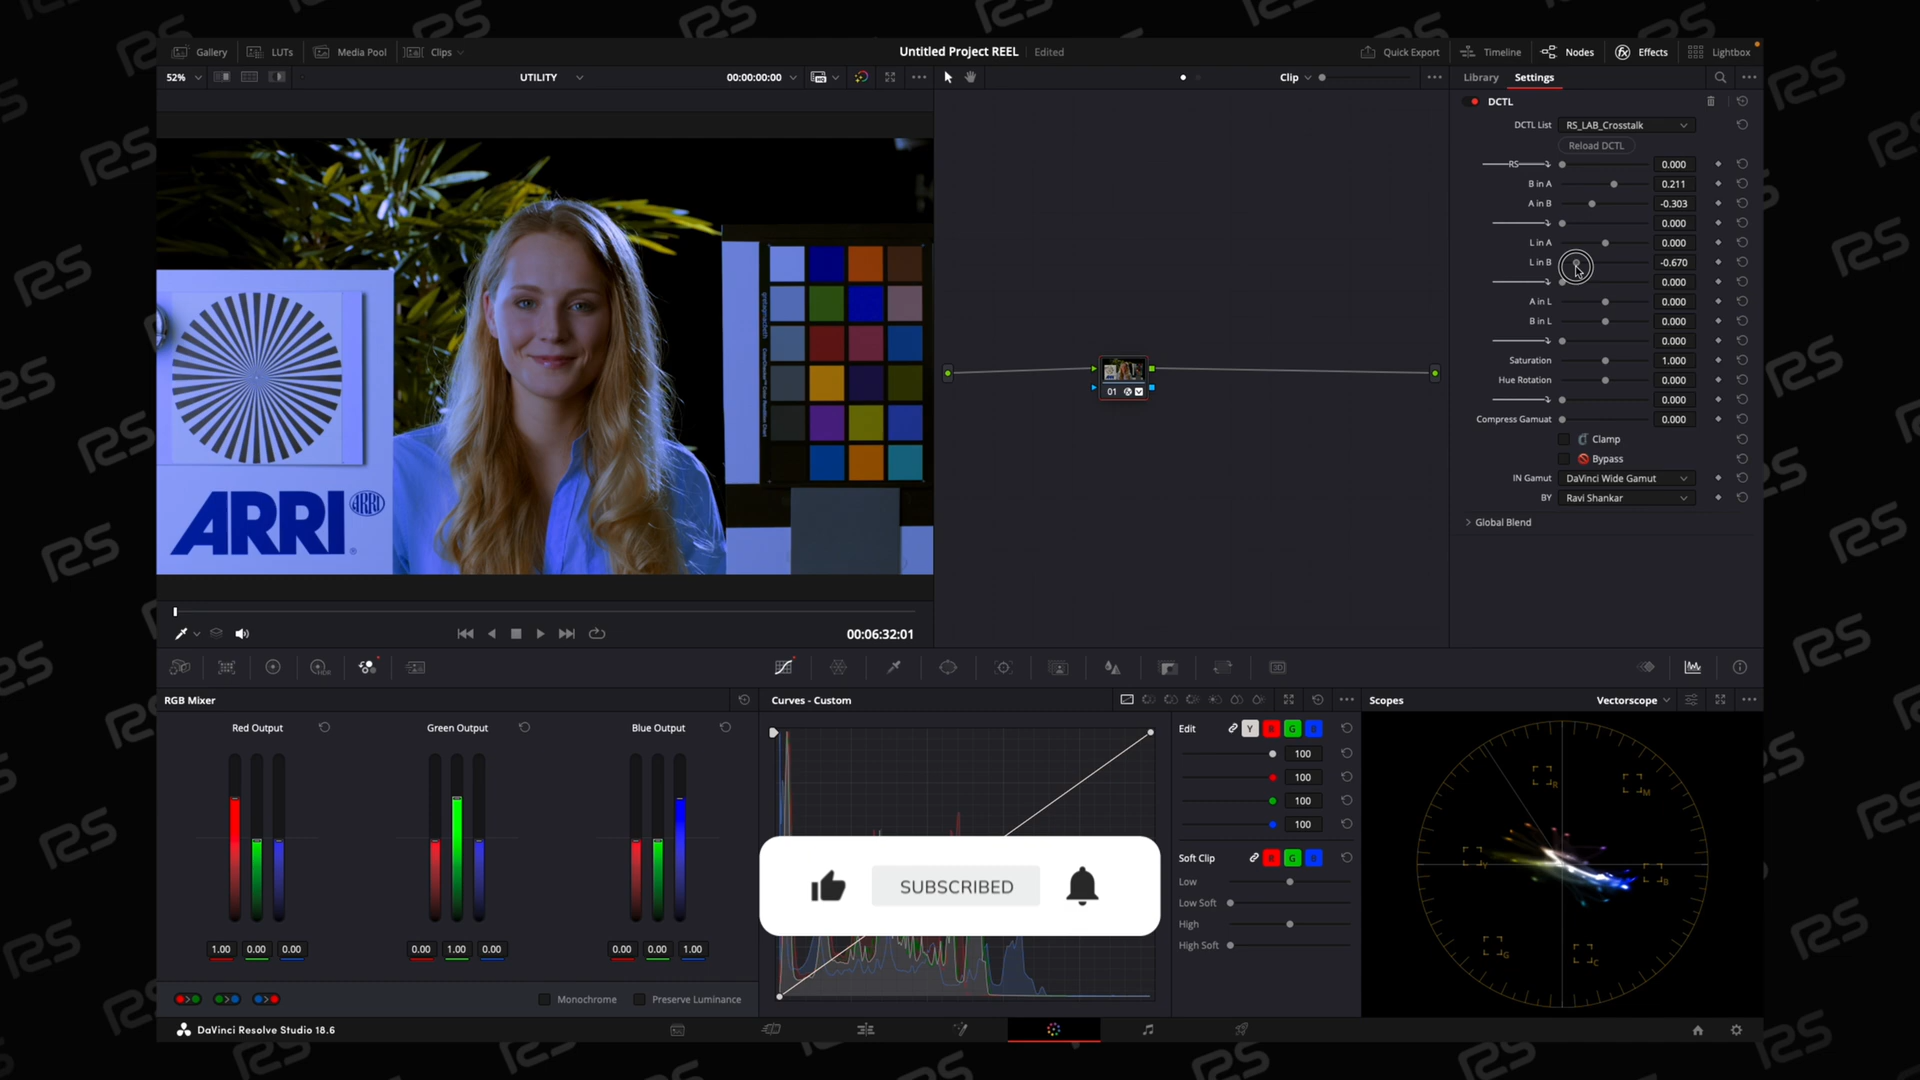 Gallery LUTs Media Pool Clips Untitled Project REEL Edited Quick Export Timeline Nodes Effects Lightbox
52% UTILITY 00:00:00:00 Clip Library Settings
DCTL
DCTL List RS_LAB_Crosstalk
Reload DCTL
RS 0.000
B in A 0.211
A in B -0.303
0.000
L in A 0.000
L in B -0.670
0.000
A in L 0.000
B in L 0.000
0.000
Saturation 1.000
Hue Rotation 0.000
0.000
Compress Gamuat 0.000
Clamp
Bypass
IN Gamut DaVinci Wide Gamut
BY Ravi Shankar
Global Blend
ARRI ARRI
01
00:06:32:01
RGB Mixer
Red Output Green Output Blue Output
1.00 0.00 0.00 0.00 1.00 0.00 0.00 0.00 1.00
Monochrome Preserve Luminance
Curves - Custom
Edit Y R G B
100
100
100
100
Soft Clip R G B
Low
Low Soft
High
High Soft
SUBSCRIBED
Scopes Vectorscope
R M
Y B
G C
DaVinci Resolve Studio 18.6